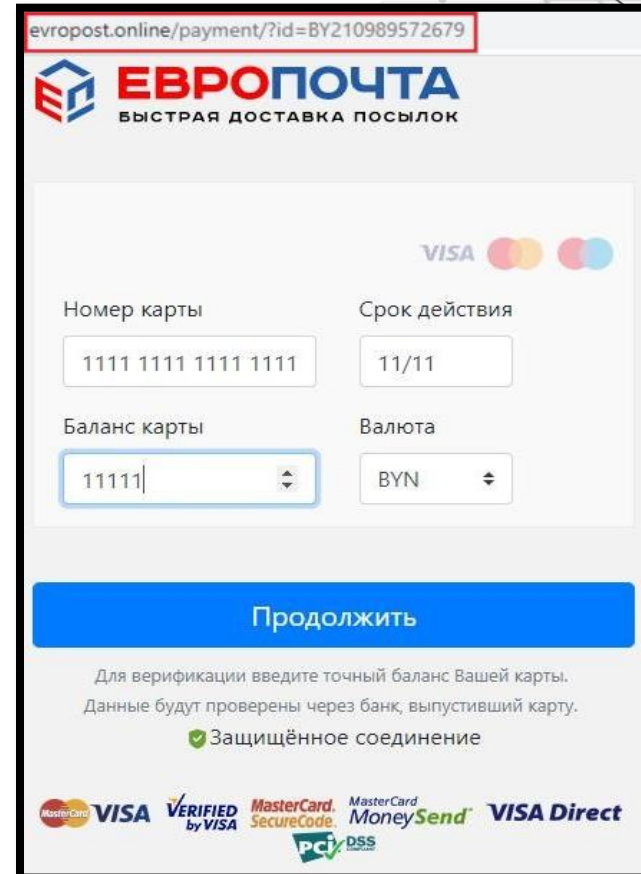 evropost.online/payment/?id=BY210989572679
ЕП ЕВРОПОЧТА
БЫСТРАЯ ДОСТАВКА ПОСЫЛОК
VISA
Номер карты Срок действия
1111 1111 1111 1111 11/11
Баланс карты Валюта
11111 BYN
Продолжить
Для верификации введите точный баланс Вашей карты.
Данные будут проверены через банк, выпустивший карту.
Защищённое соединение
MasterCard VISA VERIFIED by VISA MasterCard. SecureCode. MasterCard MoneySend VISA Direct
PCI DSS COMPLIANT